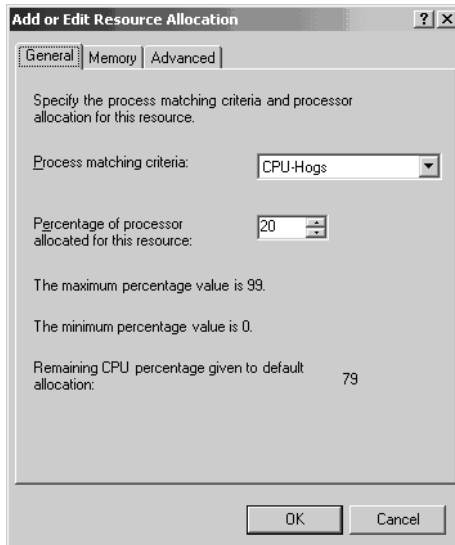 Add or Edit Resource Allocation
General Memory Advanced
Specify the process matching criteria and processor
allocation for this resource.
Process matching criteria: CPU-Hogs
Percentage of processor
allocated for this resource: 20
The maximum percentage value is 99.
The minimum percentage value is 0.
Remaining CPU percentage given to default
allocation: 79
OK Cancel